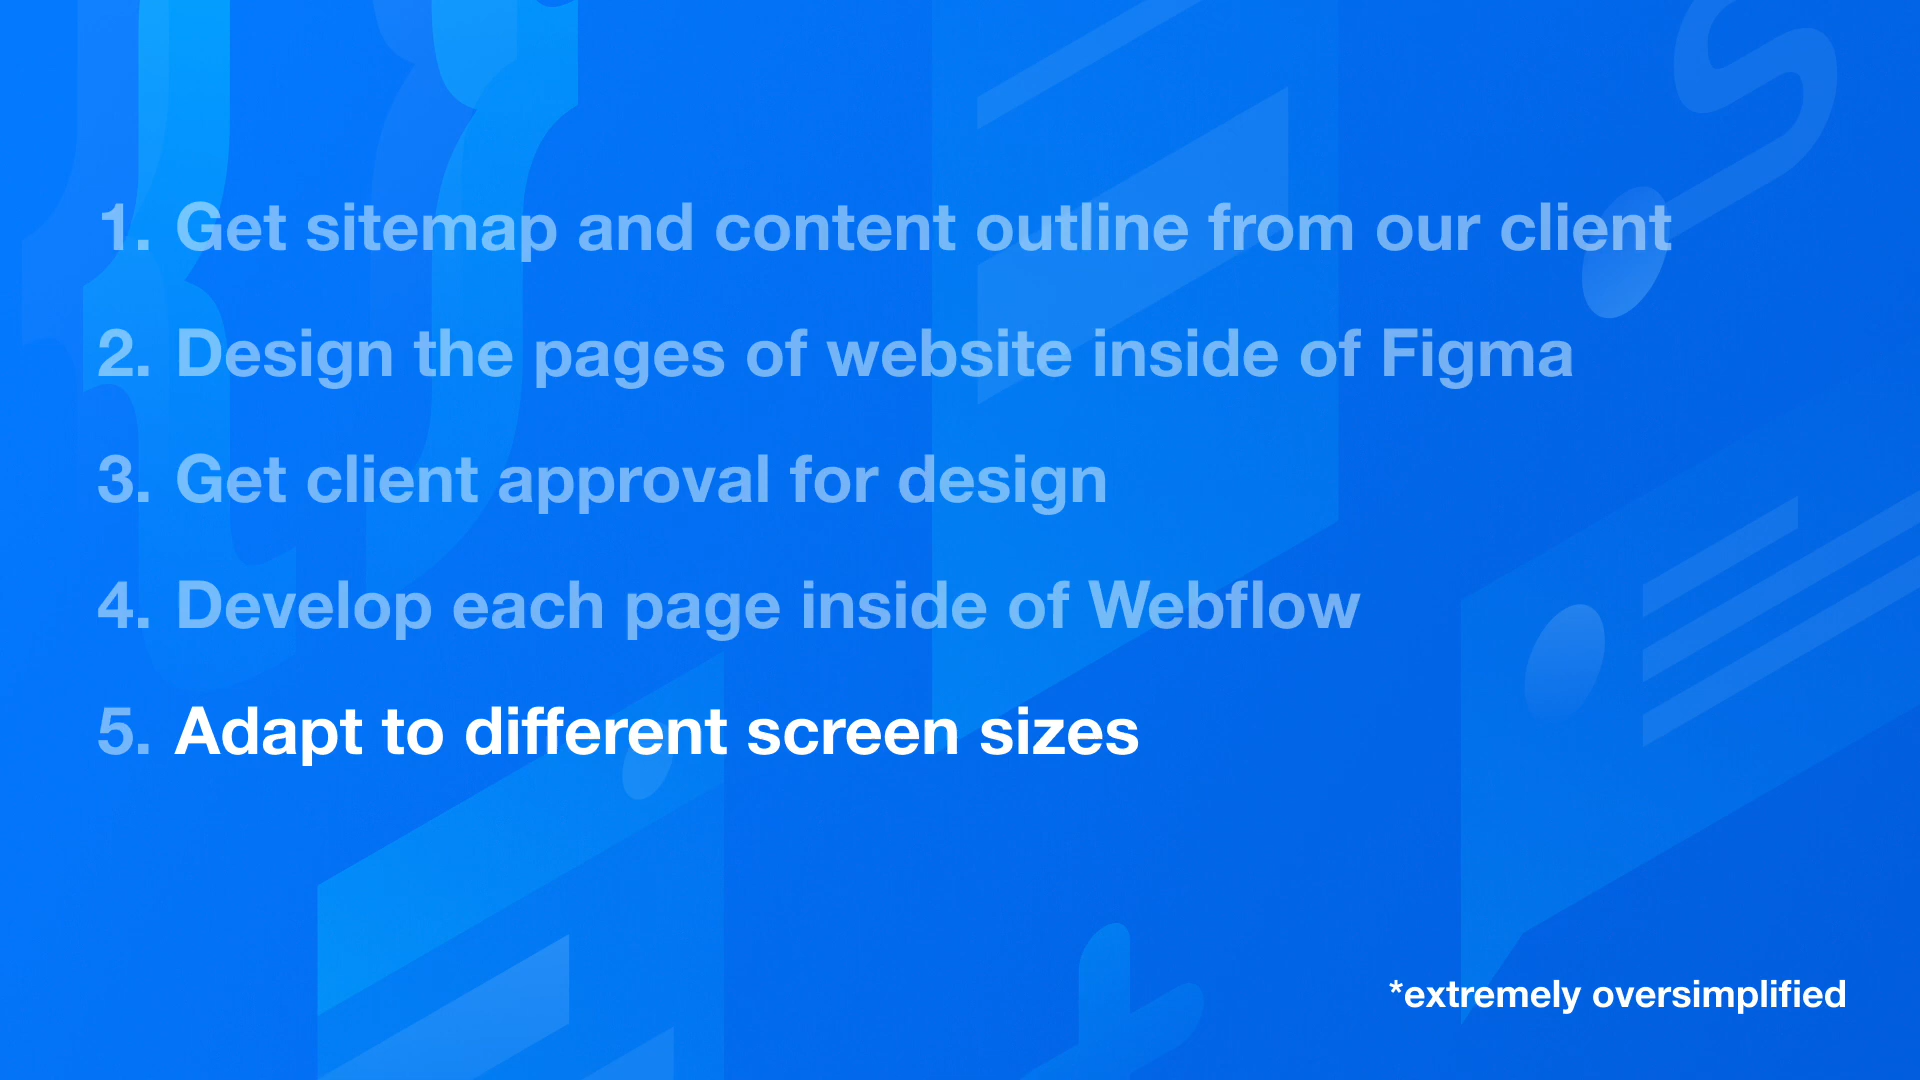 1. Get sitemap and content outline from our client
2. Design the pages of website inside of Figma
3. Get client approval for design
4. Develop each page inside of Webflow
5. Adapt to different screen sizes
*extremely oversimplified